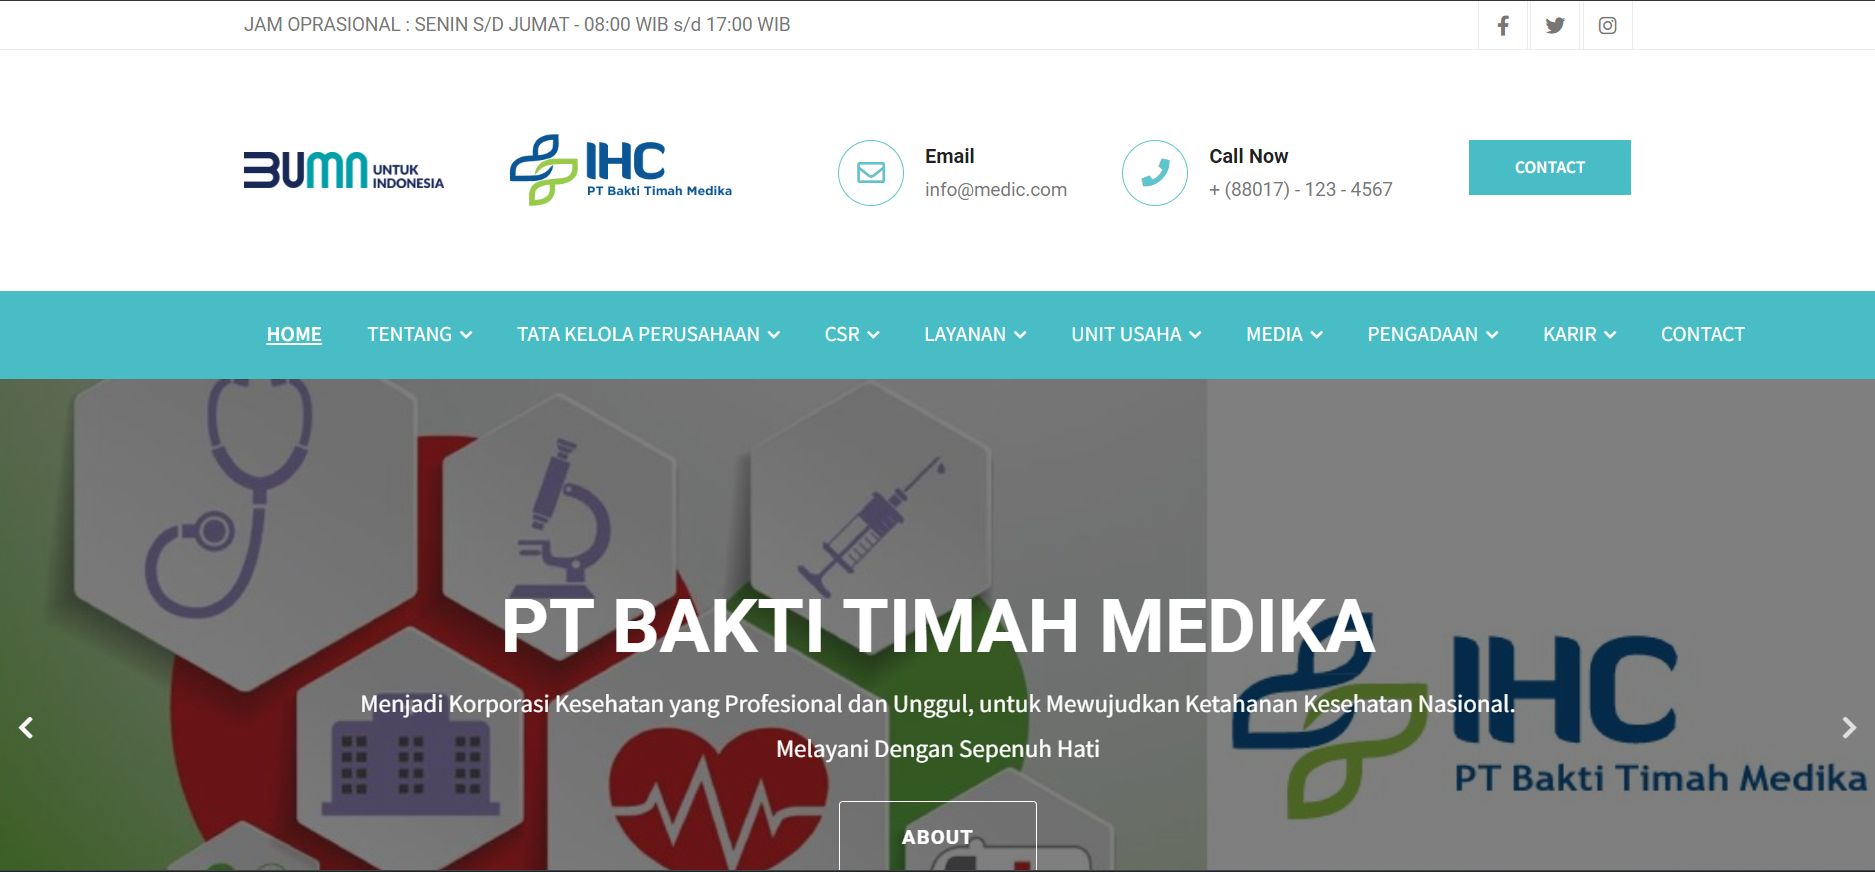 JAM OPRASIONAL : SENIN S/D JUMAT - 08:00 WIB s/d 17:00 WIB
BUMN UNTUK
INDONESIA
IHC
PT Bakti Timah Medika
Email
info@medic.com
Call Now
+ (88017) - 123 - 4567
CONTACT
HOME TENTANG TATA KELOLA PERUSAHAAN CSR LAYANAN UNIT USAHA MEDIA PENGADAAN KARIR CONTACT
PT BAKTI TIMAH MEDIKA
Menjadi Korporasi Kesehatan yang Profesional dan Unggul, untuk Mewujudkan Ketahanan Kesehatan Nasional.
Melayani Dengan Sepenuh Hati
IHC
PT Bakti Timah Medika
ABOUT